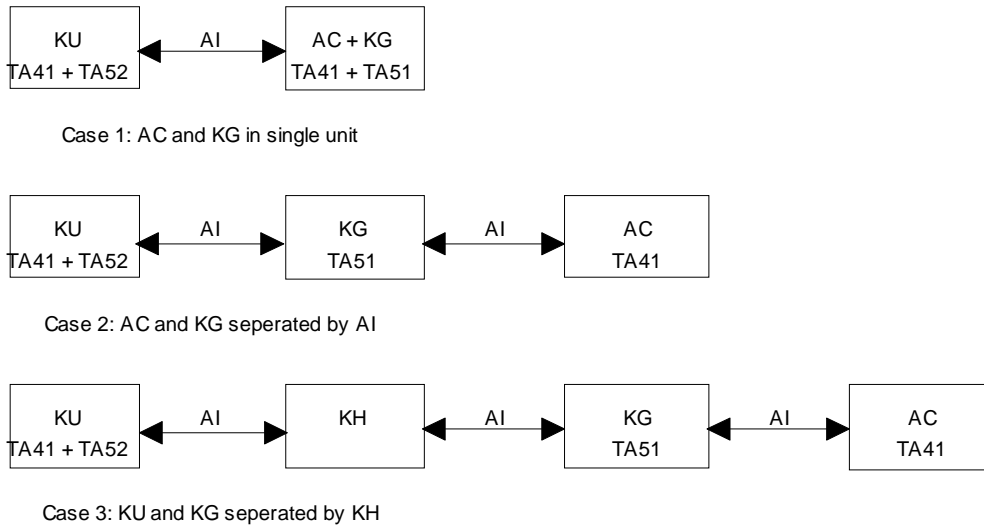 KU
TA41 + TA52
AI
AC + KG
TA41 + TA51
Case 1: AC and KG in single unit
KU
TA41 + TA52
AI
KG
TA51
AI
AC
TA41
Case 2: AC and KG seperated by AI
KU
TA41 + TA52
AI
KH
AI
KG
TA51
AI
AC
TA41
Case 3: KU and KG seperated by KH